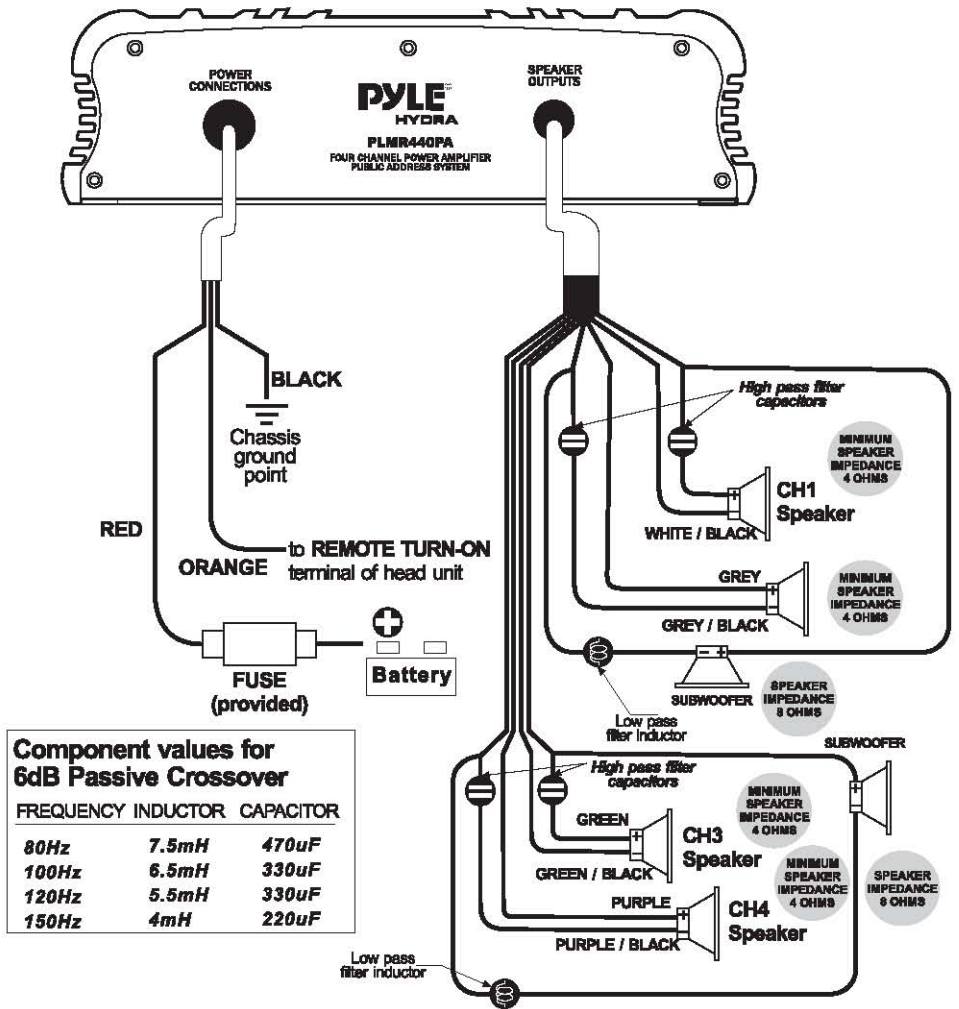 POWER
CONNECTIONS
SPEAKER
OUTPUTS
PYLE
HYDRA
PLMR440PA
FOUR CHANNEL POWER AMPLIFIER
PUBLIC ADDRESS SYSTEM
BLACK
Chassis
ground
point
RED
ORANGE
to REMOTE TURN-ON
terminal of head unit
FUSE
(provided)
Battery
High pass filter
capacitors
MINIMUM
SPEAKER
IMPEDANCE
4 OHMS
CH1
Speaker
WHITE / BLACK
GREY
GREY / BLACK
MINIMUM
SPEAKER
IMPEDANCE
4 OHMS
SUBWOOFER
SPEAKER
IMPEDANCE
8 OHMS
Low pass
filter inductor
Component values for
6dB Passive Crossover
FREQUENCY INDUCTOR CAPACITOR
80Hz 7.5mH 470uF
100Hz 6.5mH 330uF
120Hz 5.5mH 330uF
150Hz 4mH 220uF
SUBWOOFER
High pass filter
capacitors
GREEN
GREEN / BLACK
CH3
Speaker
MINIMUM
SPEAKER
IMPEDANCE
4 OHMS
PURPLE
PURPLE / BLACK
CH4
Speaker
MINIMUM
SPEAKER
IMPEDANCE
4 OHMS
SPEAKER
IMPEDANCE
8 OHMS
Low pass
filter inductor